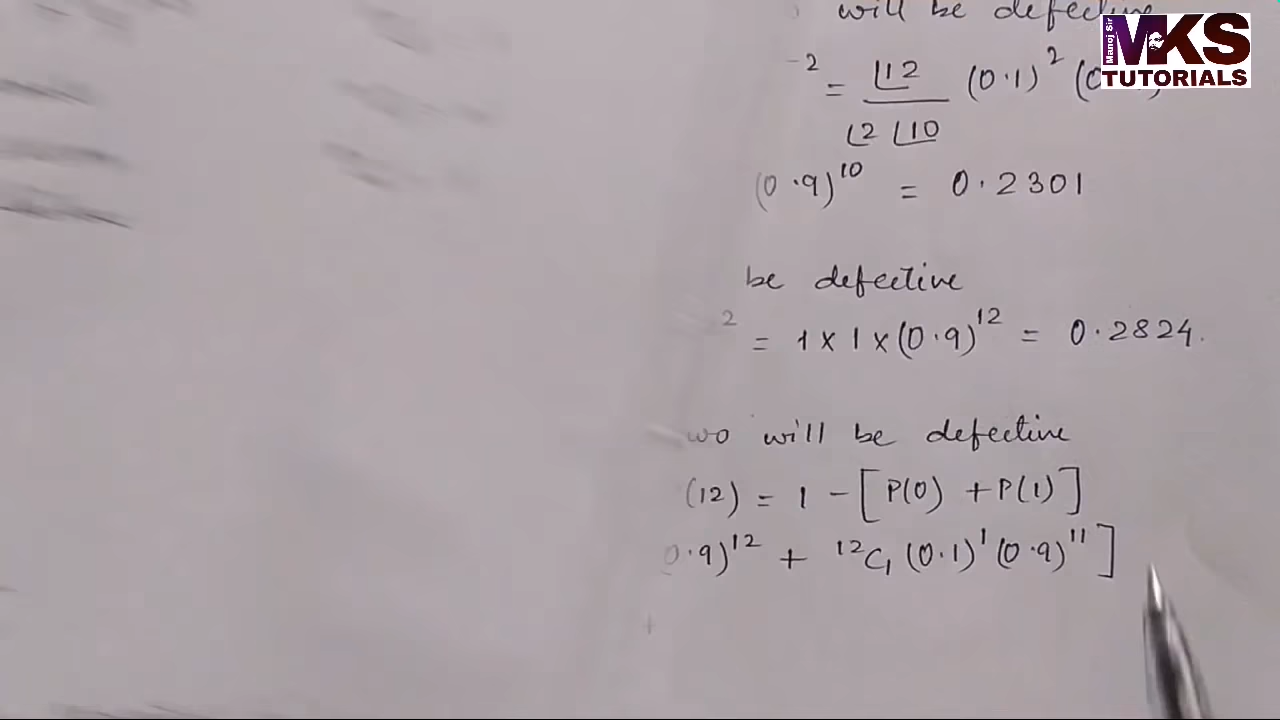 will be defective
Manoj Sir MKS
TUTORIALS
2 = ⌊12 (0.1)² (0
⌊2 ⌊10
(0.9)¹⁰ = 0.2301
be defective
2 = 1 × 1 × (0.9)¹² = 0.2824.
wo will be defective
(12) = 1 - [P(0) + P(1)]
0.9)¹² + ¹²C₁ (0.1)¹ (0.9)¹¹]